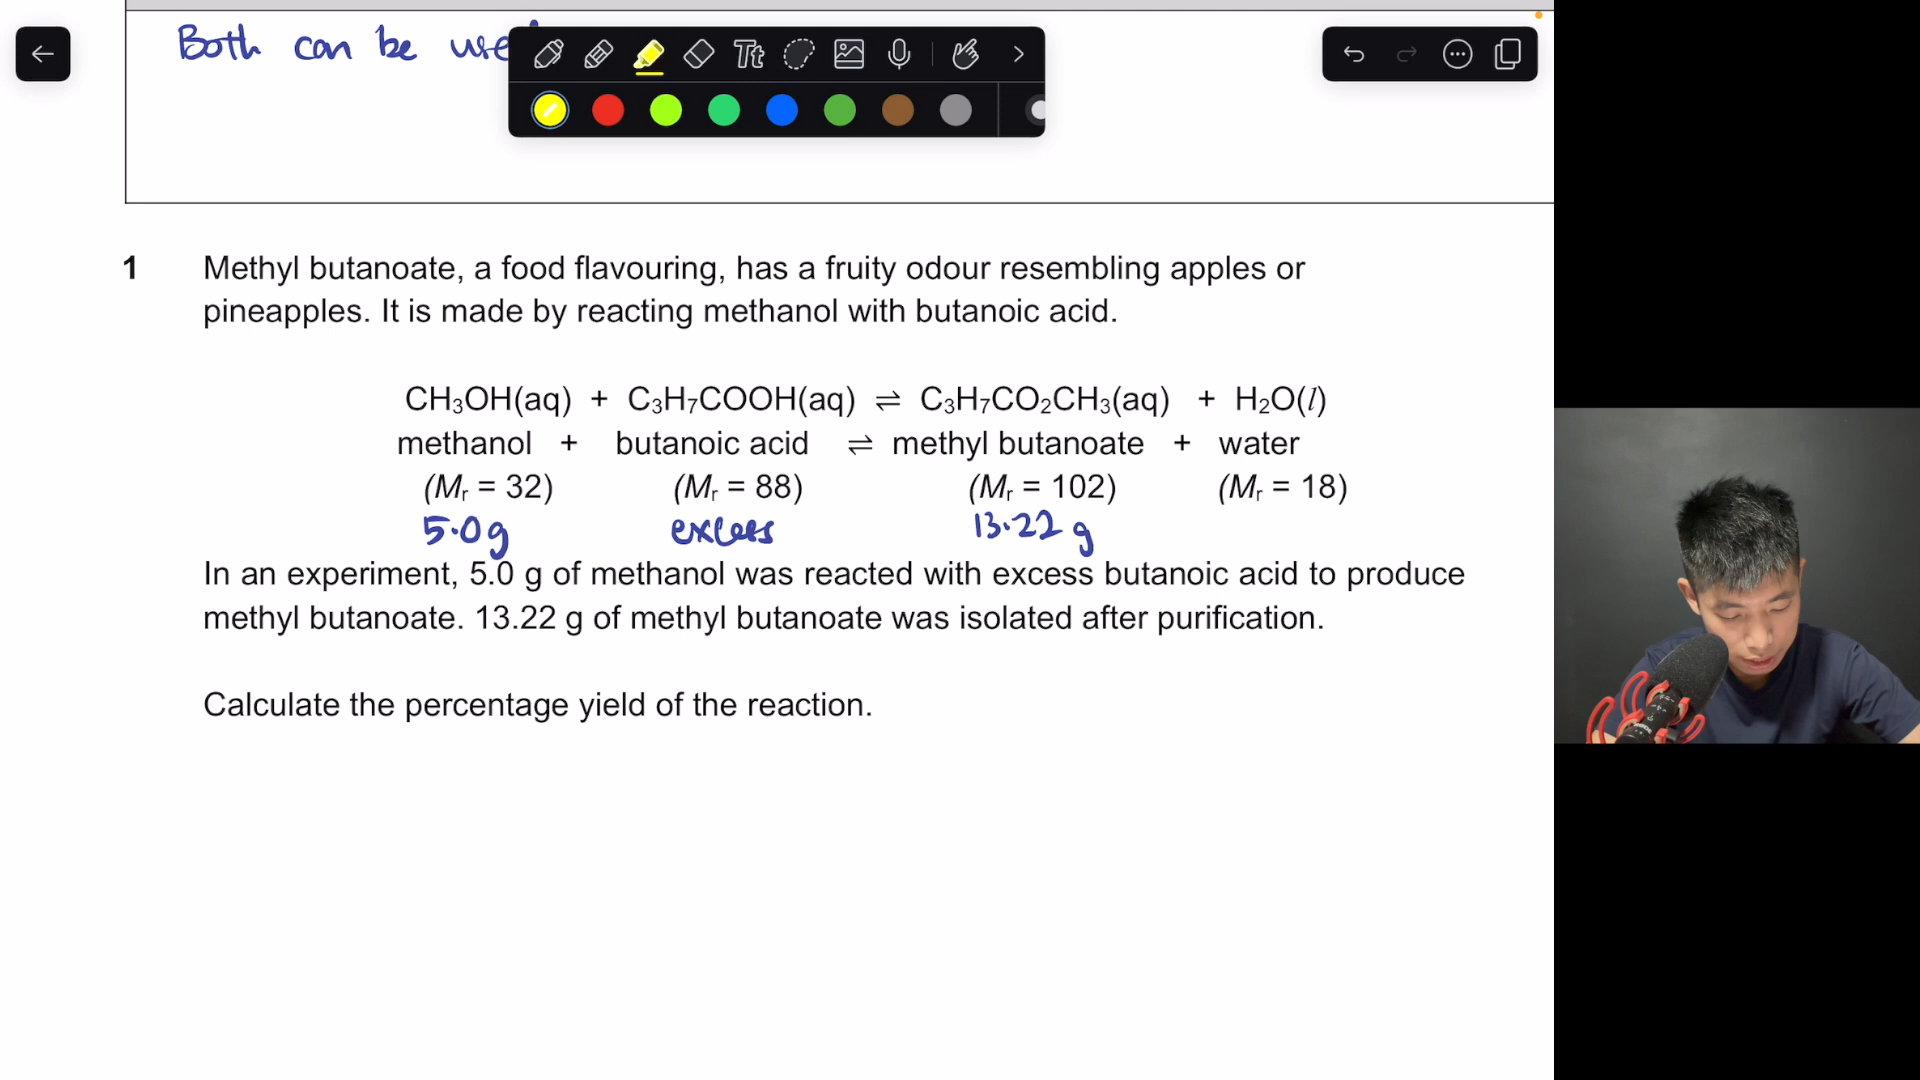 Both can be use
Tt
1 Methyl butanoate, a food flavouring, has a fruity odour resembling apples or
pineapples. It is made by reacting methanol with butanoic acid.
CH₃OH(aq) + C₃H₇COOH(aq) ⇌ C₃H₇CO₂CH₃(aq) + H₂O(l)
methanol + butanoic acid ⇌ methyl butanoate + water
(Mᵣ = 32) (Mᵣ = 88) (Mᵣ = 102) (Mᵣ = 18)
5.0g excess 13.22 g
In an experiment, 5.0 g of methanol was reacted with excess butanoic acid to produce
methyl butanoate. 13.22 g of methyl butanoate was isolated after purification.
Calculate the percentage yield of the reaction.